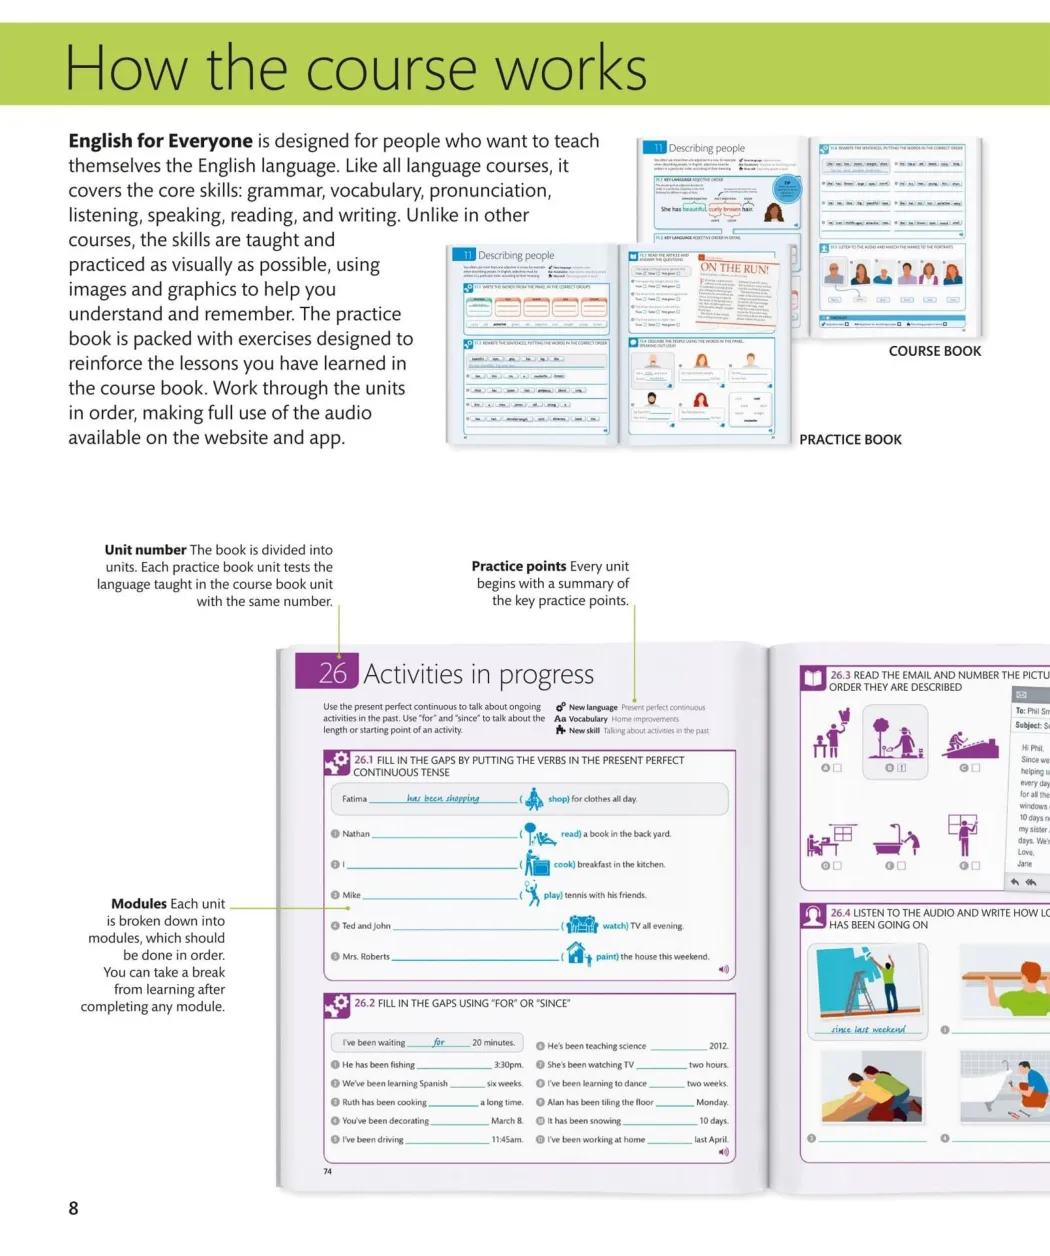 How the course works
English for Everyone is designed for people who want to teach
themselves the English language. Like all language courses, it
covers the core skills: grammar, vocabulary, pronunciation,
listening, speaking, reading, and writing. Unlike in other
courses, the skills are taught and
practiced as visually as possible, using
images and graphics to help you
understand and remember. The practice
book is packed with exercises designed to
reinforce the lessons you have learned in
the course book. Work through the units
in order, making full use of the audio
available on the website and app.
11 Describing people
She has beautiful, curly brown hair.
COURSE BOOK
11 Describing people
ON THE RUN!
PRACTICE BOOK
Unit number The book is divided into
units. Each practice book unit tests the
language taught in the course book unit
with the same number.
Practice points Every unit
begins with a summary of
the key practice points.
26 Activities in progress
Use the present perfect continuous to talk about ongoing
activities in the past. Use "for" and "since" to talk about the
length or starting point of an activity.
New language Present perfect continuous
Aa Vocabulary Home improvements
New skill Talking about activities in the past
26.1 FILL IN THE GAPS BY PUTTING THE VERBS IN THE PRESENT PERFECT
CONTINUOUS TENSE
Fatima has been shopping ( shop) for clothes all day.
1 Nathan ( read) a book in the back yard.
2 I ( cook) breakfast in the kitchen.
3 Mike ( play) tennis with his friends.
4 Ted and John ( watch) TV all evening.
5 Mrs. Roberts ( paint) the house this weekend.
Modules Each unit
is broken down into
modules, which should
be done in order.
You can take a break
from learning after
completing any module.
26.2 FILL IN THE GAPS USING "FOR" OR "SINCE"
I've been waiting for 20 minutes.
1 He has been fishing 3:30pm.
2 We've been learning Spanish six weeks.
3 Ruth has been cooking a long time.
4 You've been decorating March 8.
5 I've been driving 11:45am.
6 He's been teaching science 2012.
7 She's been watching TV two hours.
8 I've been learning to dance two weeks.
9 Alan has been tiling the floor Monday.
10 It has been snowing 10 days.
11 I've been working at home last April.
74
26.3 READ THE EMAIL AND NUMBER THE PICTU
ORDER THEY ARE DESCRIBED
A
B 1
C
D
E
F
To: Phil Sm
Subject: S
Hi Phil,
Since we
helping u
every day
for all the
windows
10 days n
my sister
days. We'r
Love,
Jane
26.4 LISTEN TO THE AUDIO AND WRITE HOW LO
HAS BEEN GOING ON
since last weekend
1
3
4
8